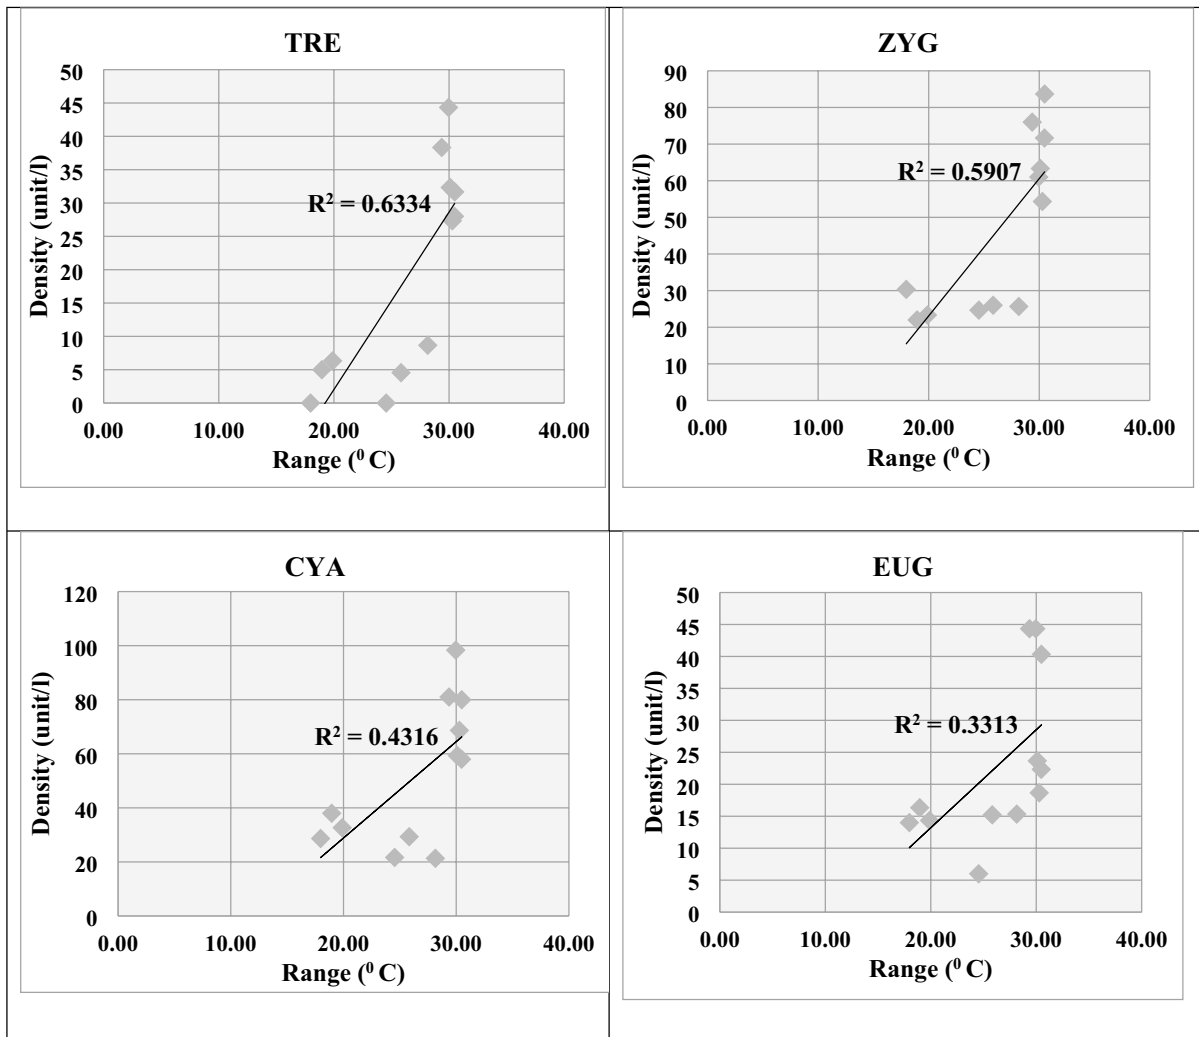 TRE
50
45
40
35
30
25
20
15
10
5
0
Density (unit/l)
R² = 0.6334
0.00 10.00 20.00 30.00 40.00
Range (⁰ C)
ZYG
90
80
70
60
50
40
30
20
10
0
Density (unit/l)
R² = 0.5907
0.00 10.00 20.00 30.00 40.00
Range (⁰ C)
CYA
120
100
80
60
40
20
0
Density (unit/l)
R² = 0.4316
0.00 10.00 20.00 30.00 40.00
Range (⁰ C)
EUG
50
45
40
35
30
25
20
15
10
5
0
Density (unit/l)
R² = 0.3313
0.00 10.00 20.00 30.00 40.00
Range (⁰ C)